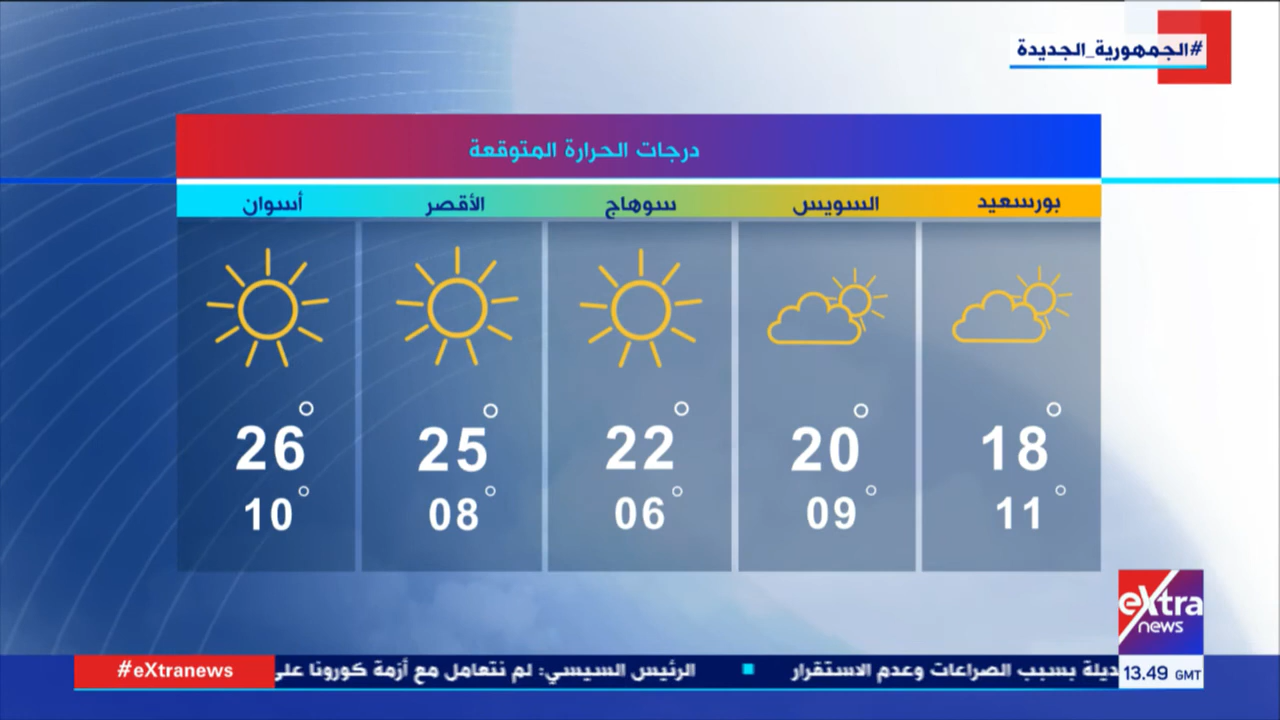 #الجمهورية_الجديدة
درجات الحرارة المتوقعة
بورسعيد السويس سوهاج الأقصر أسوان
18° 20° 22° 25° 26°
11° 09° 06° 08° 10°
eXtra
news
بسبب الصراعات وعدم الاستقرار ■ الرئيس السيسي: لم نتعامل مع أزمة كورونا على
#eXtranews
13.49 GMT